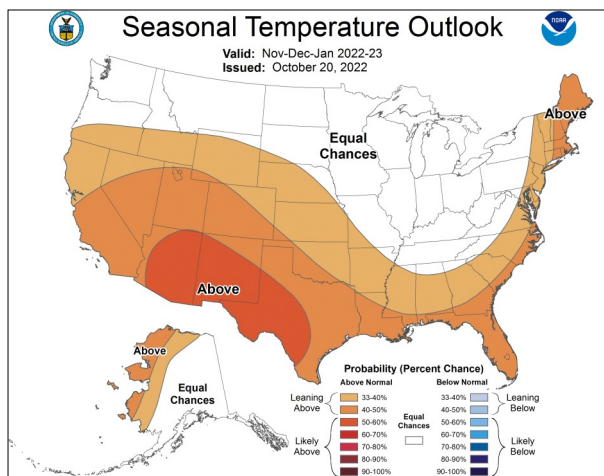 Seasonal Temperature Outlook
NOAA
Valid: Nov-Dec-Jan 2022-23
Issued: October 20, 2022
Above
Equal
Chances
Above
Above
Equal
Chances
Probability (Percent Chance)
Above Normal
Below Normal
Leaning
Above
33-40%
40-50%
Equal
Chances
33-40%
40-50%
Leaning
Below
Likely
Above
50-60%
60-70%
70-80%
80-90%
90-100%
50-60%
60-70%
70-80%
80-90%
90-100%
Likely
Below